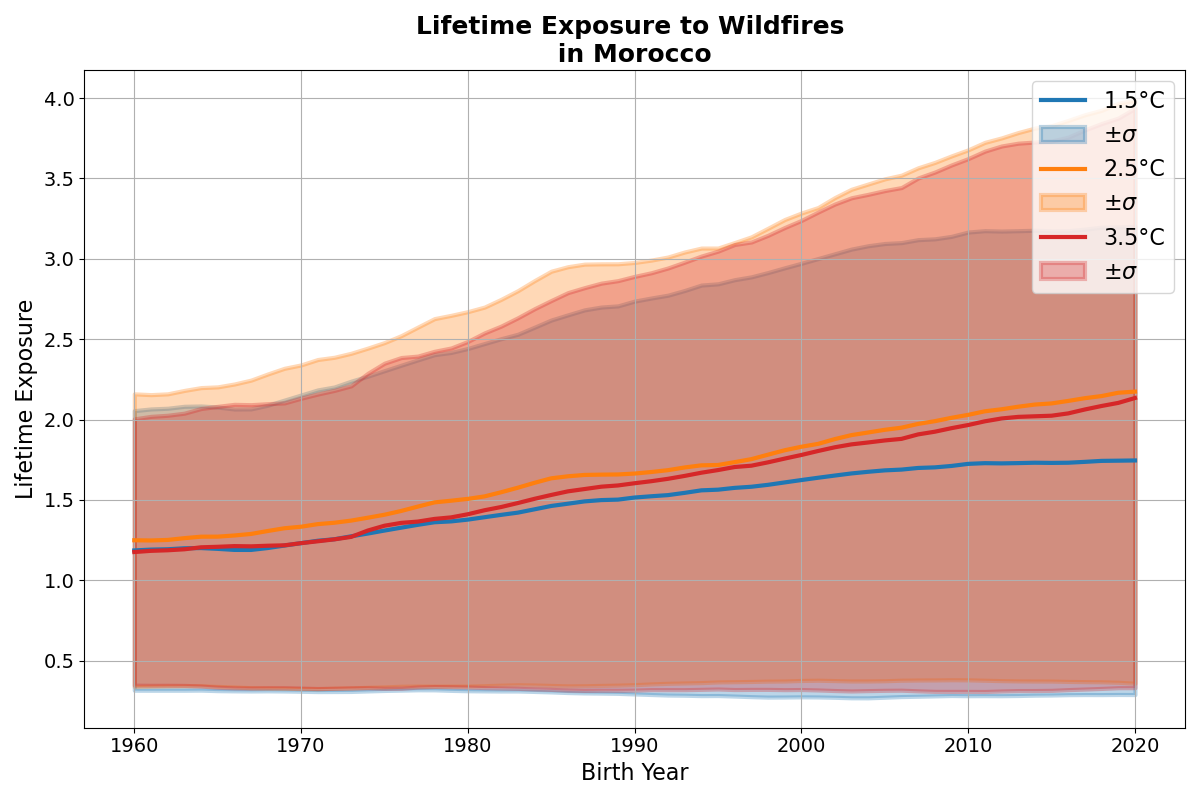 Lifetime Exposure to Wildfires
in Morocco
Lifetime Exposure
4.0
3.5
3.0
2.5
2.0
1.5
1.0
0.5
1960
1970
1980
1990
2000
2010
2020
Birth Year
1.5°C
±σ
2.5°C
±σ
3.5°C
±σ